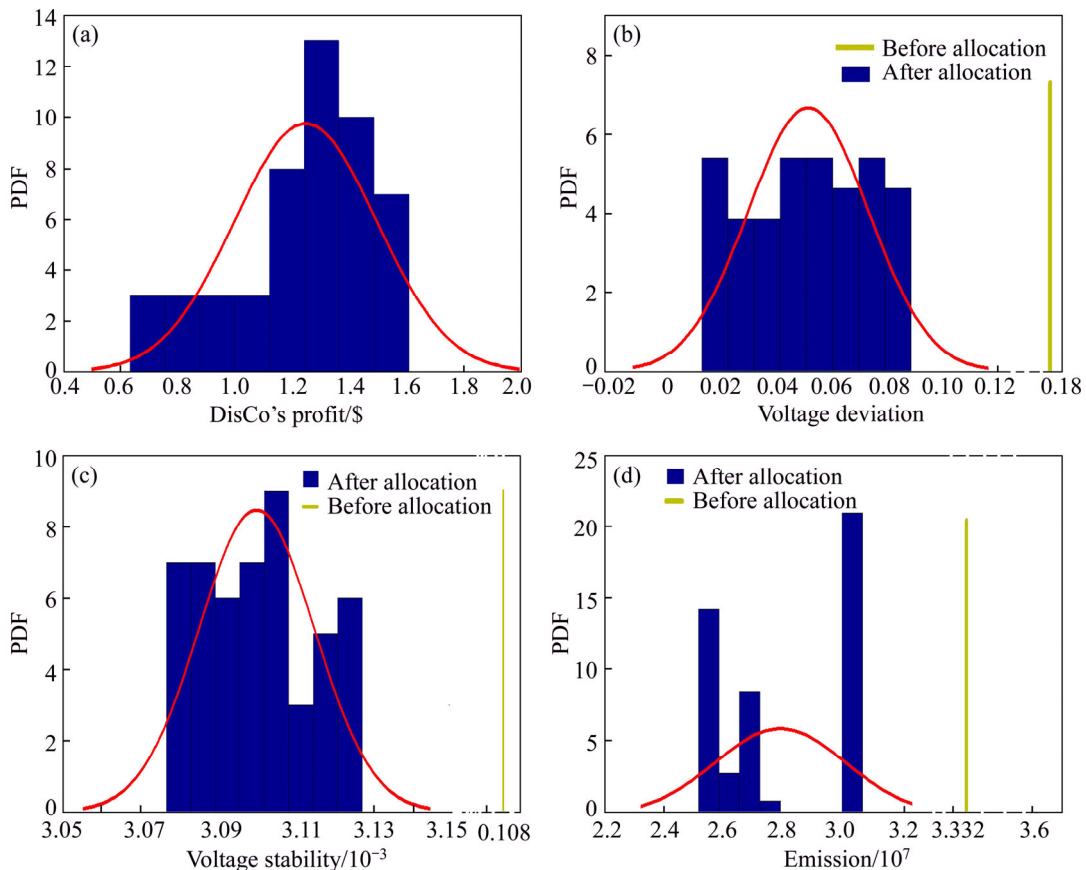 (a)
14
12
10
8
6
4
2
0
PDF
0.4 0.6 0.8 1.0 1.2 1.4 1.6 1.8 2.0
DisCo's profit/$
(b)
Before allocation
After allocation
8
6
4
2
0
PDF
−0.02 0 0.02 0.04 0.06 0.08 0.10 0.12 0.18
Voltage deviation
(c)
After allocation
Before allocation
10
8
6
4
2
0
PDF
3.05 3.07 3.09 3.11 3.13 3.15 0.108
Voltage stability/10⁻³
(d)
After allocation
Before allocation
25
20
15
10
5
0
PDF
2.2 2.4 2.6 2.8 3.0 3.2 3.332 3.6
Emission/10⁷